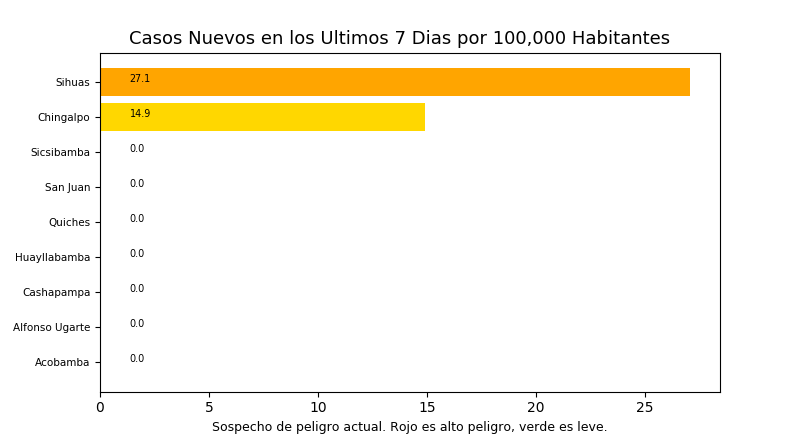 Casos Nuevos en los Ultimos 7 Dias por 100,000 Habitantes
Sihuas 27.1
Chingalpo 14.9
Sicsibamba 0.0
San Juan 0.0
Quiches 0.0
Huayllabamba 0.0
Cashapampa 0.0
Alfonso Ugarte 0.0
Acobamba 0.0
0 5 10 15 20 25
Sospecho de peligro actual. Rojo es alto peligro, verde es leve.